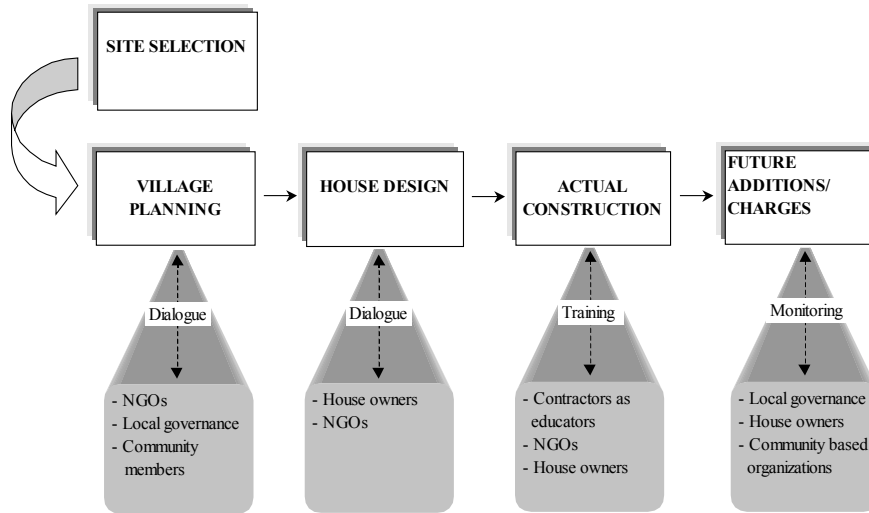 SITE SELECTION
VILLAGE
PLANNING
HOUSE DESIGN
ACTUAL
CONSTRUCTION
FUTURE
ADDITIONS/
CHARGES
Dialogue
Dialogue
Training
Monitoring
- NGOs
- Local governance
- Community
members
- House owners
- NGOs
- Contractors as
educators
- NGOs
- House owners
- Local governance
- House owners
- Community based
organizations